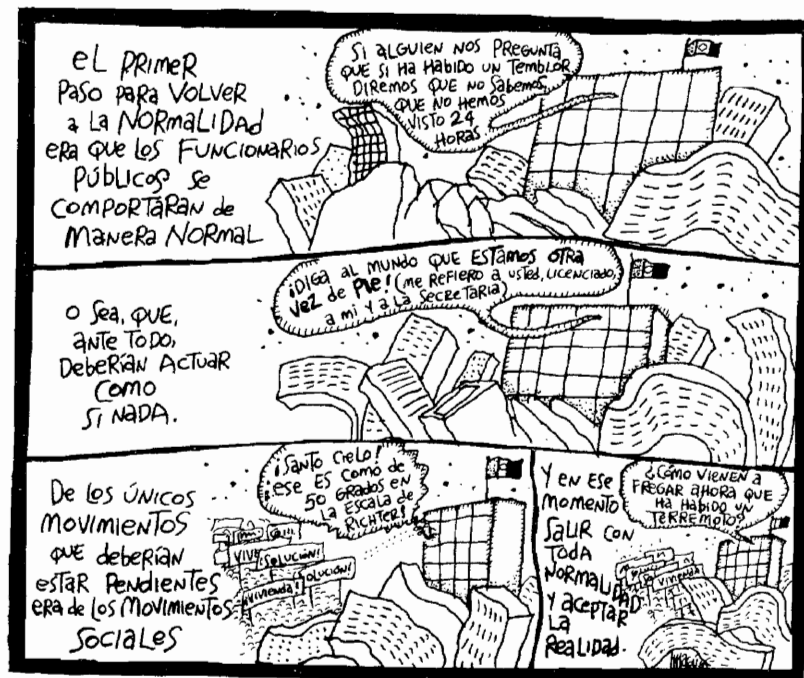 EL PRIMER
PASO PARA VOLVER
A LA NORMALIDAD
ERA QUE LOS FUNCIONARIOS
PÚBLICOS SE
COMPORTARAN DE
MANERA NORMAL
SI ALGUIEN NOS PREGUNTA
QUE SI HA HABIDO UN TEMBLOR
DIREMOS QUE NO SABEMOS,
QUE NO HEMOS
VISTO 24
HORAS.
O SEA, QUE,
ANTE TODO,
DEBERÍAN ACTUAR
COMO
SI NADA.
¡DIGA AL MUNDO QUE ESTAMOS OTRA
VEZ DE PIE! (ME REFIERO A USTED, LICENCIADO,
A MI Y A LA SECRETARIA)
DE LOS ÚNICOS
MOVIMIENTOS
QUE DEBERÍAN
ESTAR PENDIENTES
ERA DE LOS MOVIMIENTOS
SOCIALES
¡SANTO CIELO!
ESE ES COMO DE
50 GRADOS EN
LA ESCALA DE
RICHTER!
VIVE
¡SOLUCIÓN!
SOLUCIÓN!
¡VIVIENDA!
Y EN ESE
MOMENTO
SALIR CON
TODA
NORMALIDAD
Y ACEPTAR
LA
REALIDAD.
¿CÓMO VIENEN A
FREGAR AHORA QUE
HA HABIDO UN
TERREMOTO?
VIVIENDA